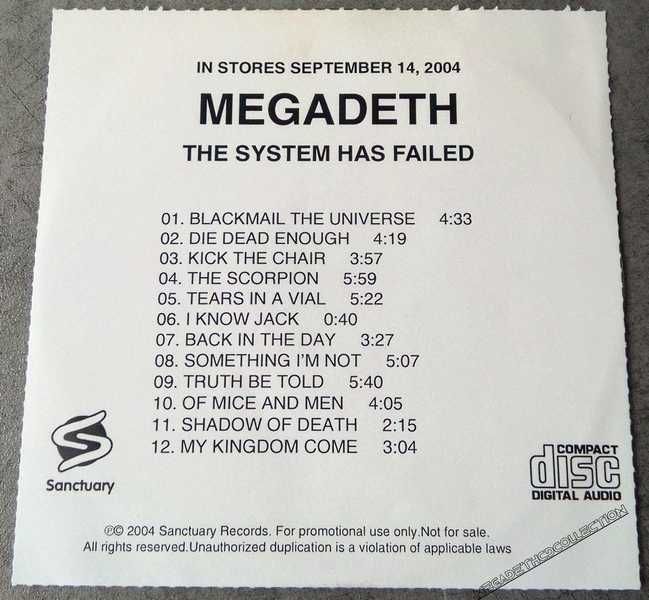 IN STORES SEPTEMBER 14, 2004
MEGADETH
THE SYSTEM HAS FAILED
01. BLACKMAIL THE UNIVERSE 4:33
02. DIE DEAD ENOUGH 4:19
03. KICK THE CHAIR 3:57
04. THE SCORPION 5:59
05. TEARS IN A VIAL 5:22
06. I KNOW JACK 0:40
07. BACK IN THE DAY 3:27
08. SOMETHING I'M NOT 5:07
09. TRUTH BE TOLD 5:40
10. OF MICE AND MEN 4:05
11. SHADOW OF DEATH 2:15
12. MY KINGDOM COME 3:04
Sanctuary
COMPACT
disc
DIGITAL AUDIO
℗© 2004 Sanctuary Records. For promotional use only.Not for sale.
All rights reserved.Unauthorized duplication is a violation of applicable laws
MEGADETHCDCOLLECTION